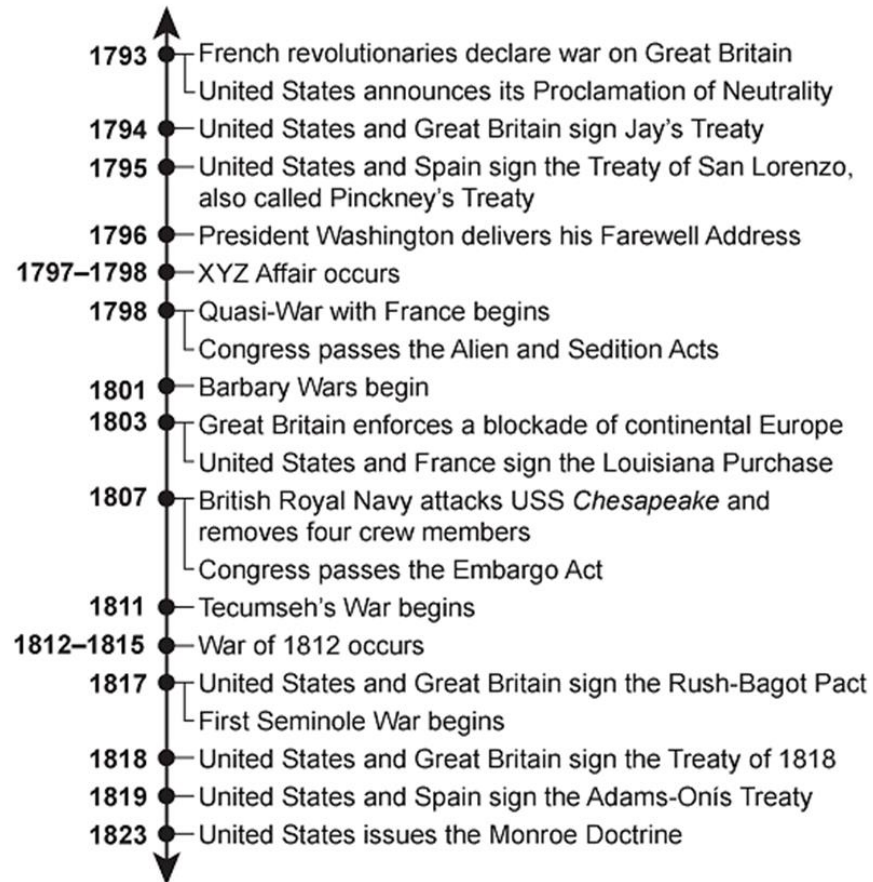 1793 French revolutionaries declare war on Great Britain
United States announces its Proclamation of Neutrality
1794 United States and Great Britain sign Jay's Treaty
1795 United States and Spain sign the Treaty of San Lorenzo,
also called Pinckney's Treaty
1796 President Washington delivers his Farewell Address
1797–1798 XYZ Affair occurs
1798 Quasi-War with France begins
Congress passes the Alien and Sedition Acts
1801 Barbary Wars begin
1803 Great Britain enforces a blockade of continental Europe
United States and France sign the Louisiana Purchase
1807 British Royal Navy attacks USS Chesapeake and
removes four crew members
Congress passes the Embargo Act
1811 Tecumseh's War begins
1812–1815 War of 1812 occurs
1817 United States and Great Britain sign the Rush-Bagot Pact
First Seminole War begins
1818 United States and Great Britain sign the Treaty of 1818
1819 United States and Spain sign the Adams-Onís Treaty
1823 United States issues the Monroe Doctrine